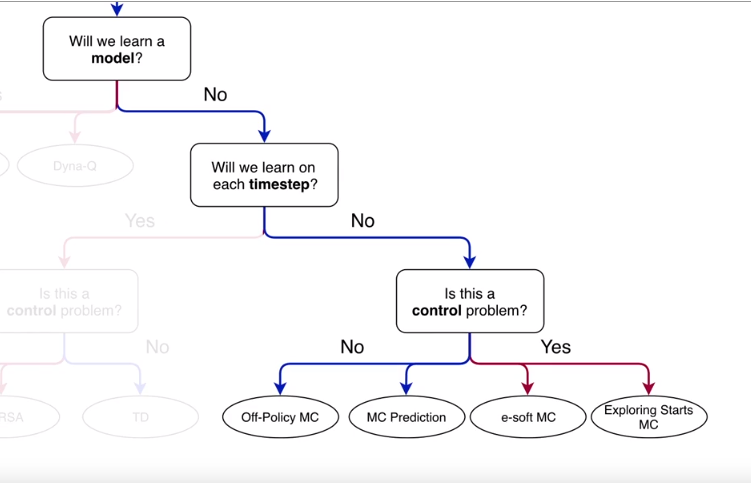 Will we learn a
model?
No
Dyna-Q
Will we learn on
each timestep?
Yes
No
Is this a
control problem?
Is this a
control problem?
No
No
Yes
RSA
TD
Off-Policy MC
MC Prediction
e-soft MC
Exploring Starts
MC